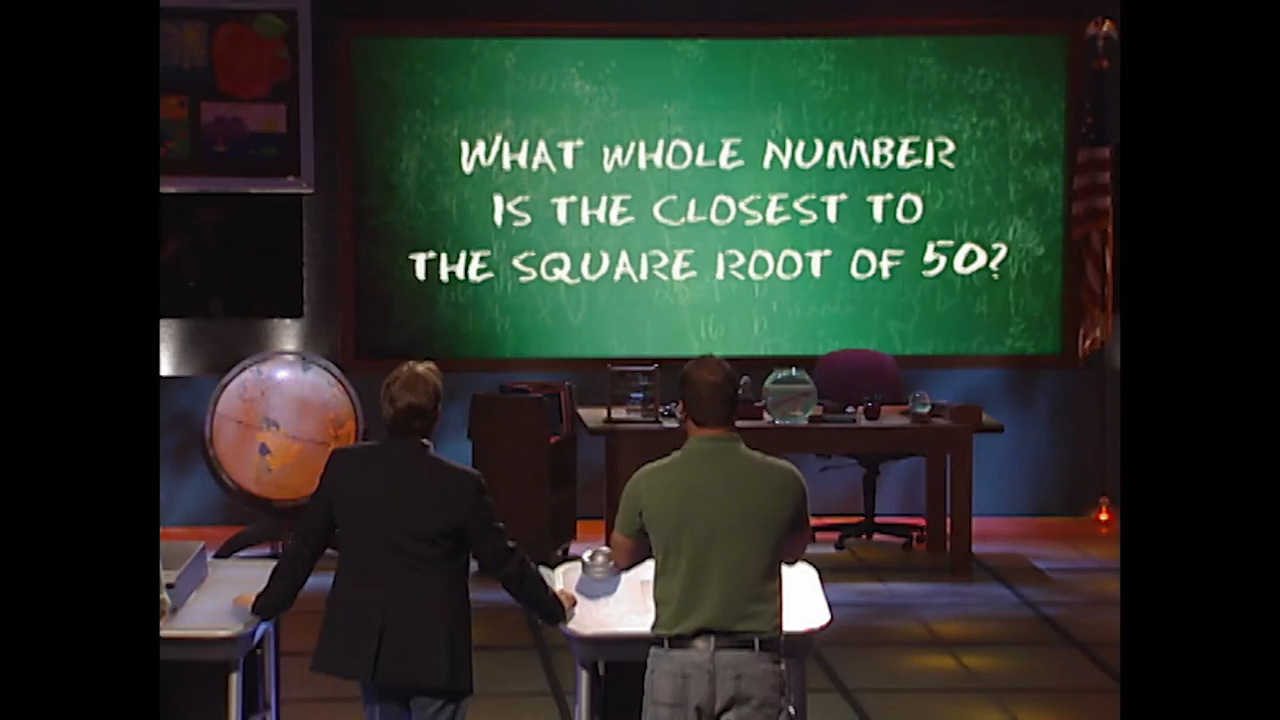 WHAT WHOLE NUMBER
IS THE CLOSEST TO
THE SQUARE ROOT OF 50?